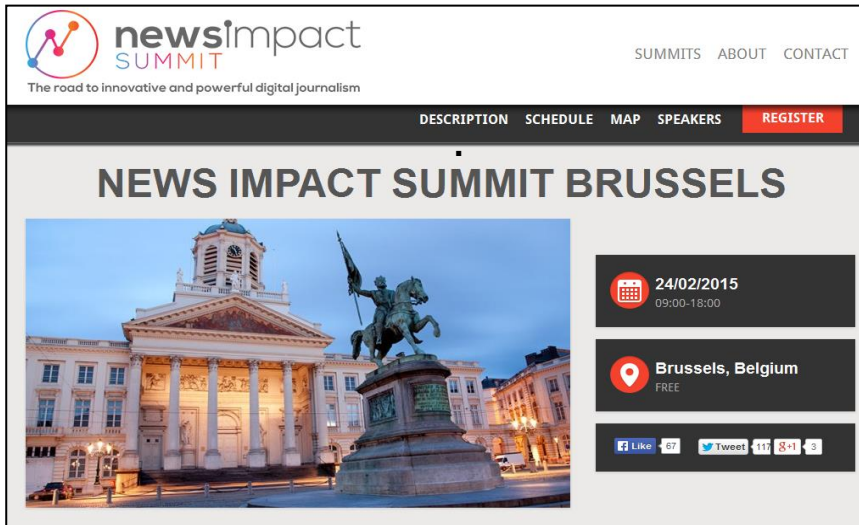 newsimpact
SUMMIT
The road to innovative and powerful digital journalism
SUMMITS ABOUT CONTACT
DESCRIPTION SCHEDULE MAP SPEAKERS REGISTER
NEWS IMPACT SUMMIT BRUSSELS
24/02/2015
09:00-18:00
Brussels, Belgium
FREE
Like 67 Tweet 117 g+1 3